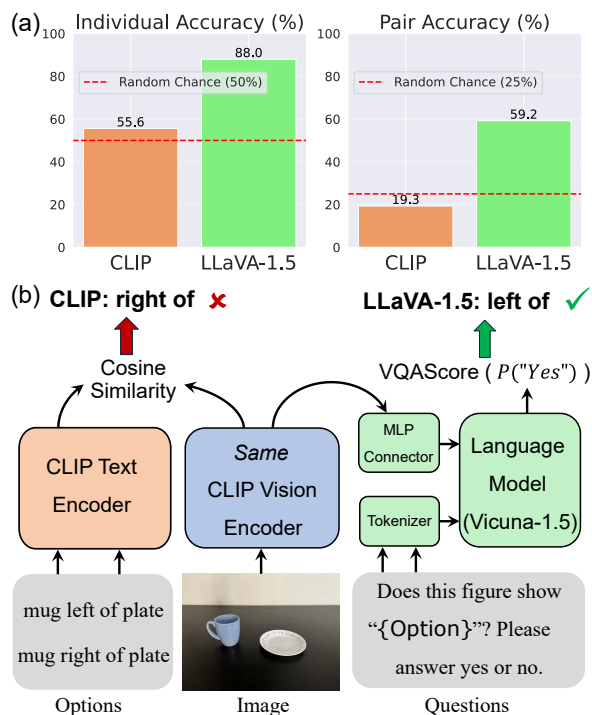 (a)
Individual Accuracy (%)
100
80
60
40
20
0
Random Chance (50%)
55.6
88.0
CLIP
LLaVA-1.5
Pair Accuracy (%)
100
80
60
40
20
0
Random Chance (25%)
19.3
59.2
CLIP
LLaVA-1.5
(b)
CLIP: right of ✘
LLaVA-1.5: left of ✓
Cosine
Similarity
VQAScore ( P("Yes") )
CLIP Text
Encoder
Same
CLIP Vision
Encoder
MLP
Connector
Tokenizer
Language
Model
(Vicuna-1.5)
mug left of plate
mug right of plate
Does this figure show
“{Option}”? Please
answer yes or no.
Options
Image
Questions